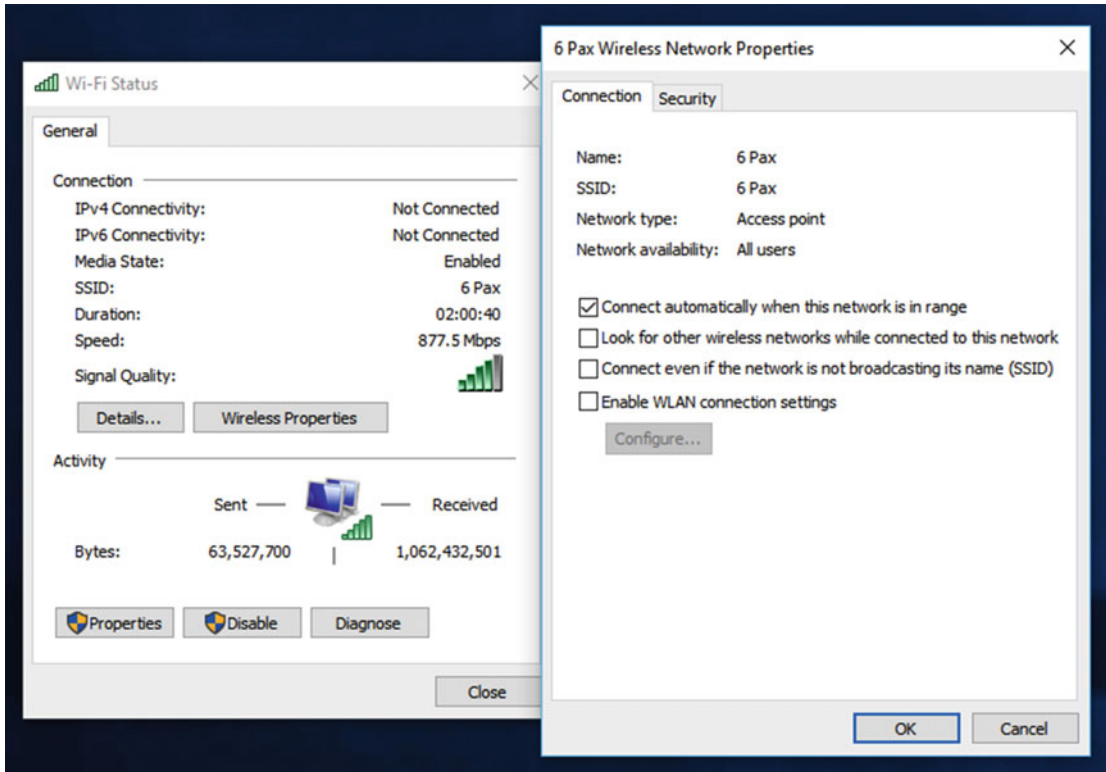 Wi-Fi Status
General
Connection
IPv4 Connectivity: Not Connected
IPv6 Connectivity: Not Connected
Media State: Enabled
SSID: 6 Pax
Duration: 02:00:40
Speed: 877.5 Mbps
Signal Quality:
Details... Wireless Properties
Activity
Sent Received
Bytes: 63,527,700 1,062,432,501
Properties Disable Diagnose
Close
6 Pax Wireless Network Properties
Connection Security
Name: 6 Pax
SSID: 6 Pax
Network type: Access point
Network availability: All users
Connect automatically when this network is in range
Look for other wireless networks while connected to this network
Connect even if the network is not broadcasting its name (SSID)
Enable WLAN connection settings
Configure...
OK Cancel